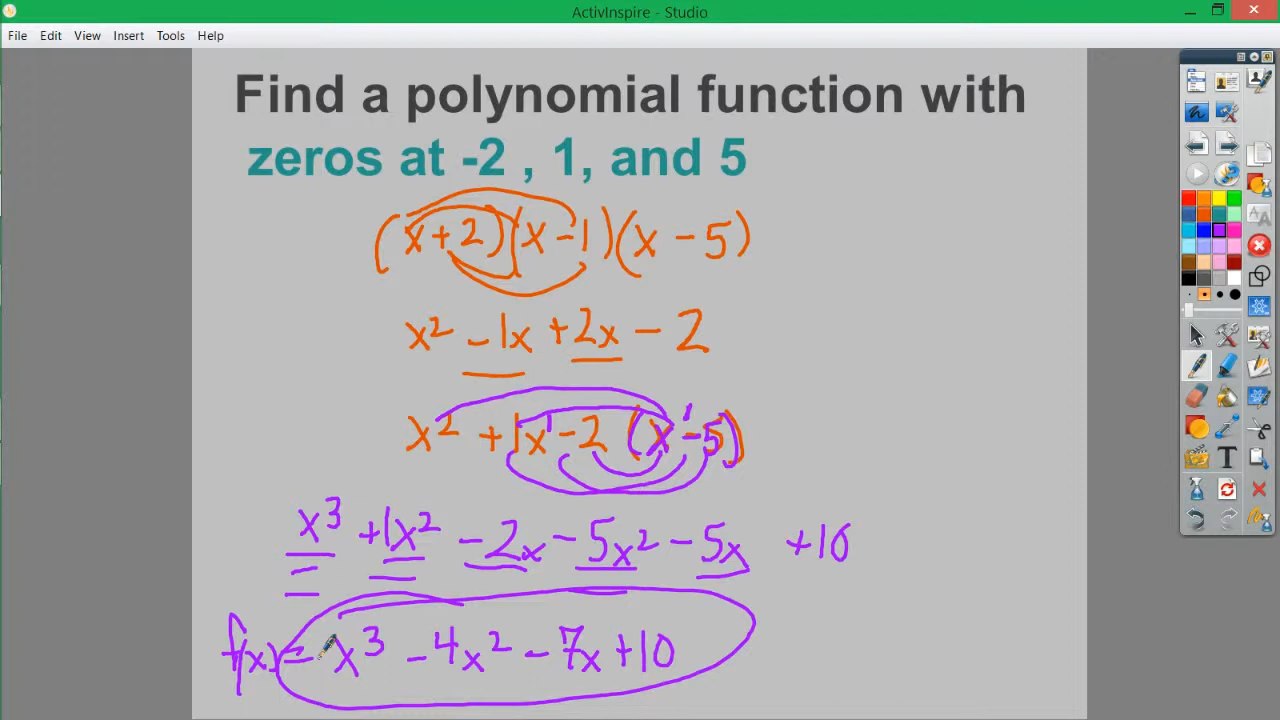 ActivInspire - Studio
File Edit View Insert Tools Help
Find a polynomial function with
zeros at -2 , 1, and 5
(x+2)(x-1)(x-5)
x² -1x +2x -2
x² +1x -2 (x-5)
x³ +1x² -2x -5x² -5x +10
f(x)= x³ -4x² -7x +10